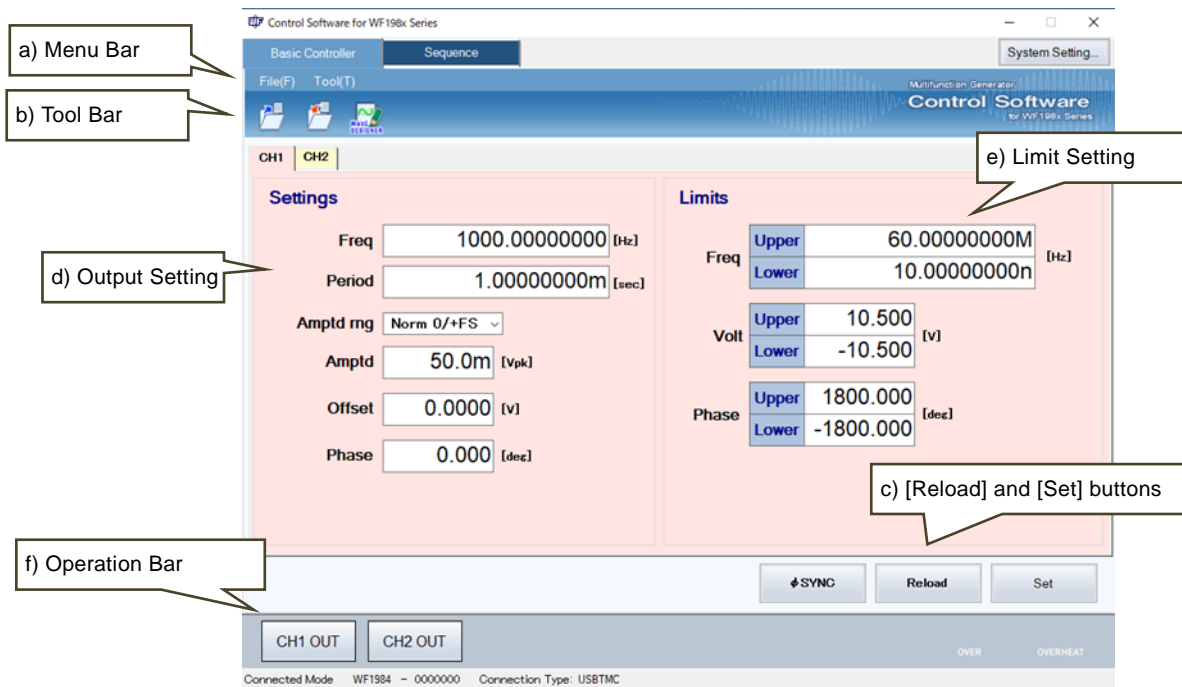 Control Software for WF198x Series
a) Menu Bar
Basic Controller
Sequence
System Setting...
File(F) Tool(T)
Multifunction Generator
Control Software
for WF198x Series
b) Tool Bar
WAVE
DESIGNER
CH1 CH2
e) Limit Setting
Settings
Freq 1000.00000000 [Hz]
Period 1.00000000m [sec]
Amptd rng Norm 0/+FS
Amptd 50.0m [Vpk]
Offset 0.0000 [V]
Phase 0.000 [deg]
d) Output Setting
Limits
Freq
Upper 60.00000000M
Lower 10.00000000n
[Hz]
Volt
Upper 10.500
Lower -10.500
[V]
Phase
Upper 1800.000
Lower -1800.000
[deg]
c) [Reload] and [Set] buttons
f) Operation Bar
ϕSYNC Reload Set
CH1 OUT CH2 OUT
OVER OVERHEAT
Connected Mode WF1984 - 0000000 Connection Type: USBTMC